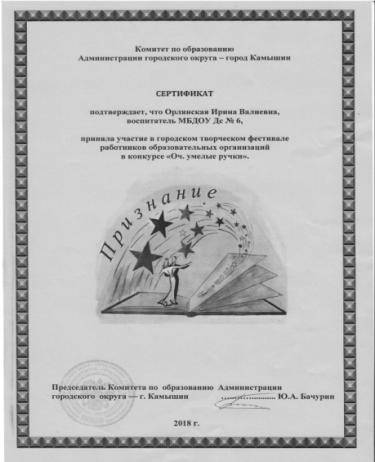 Комитет по образованию
Администрации городского округа – город Камышин
СЕРТИФИКАТ
подтверждает, что Орлянская Ирина Валиевна,
воспитатель МБДОУ Дс № 6,
приняла участие в городском творческом фестивале
работников образовательных организаций
в конкурсе «Оч. умелые ручки».
Признание
Председатель Комитета по образованию Администрации
городского округа — г. Камышин ................... Ю.А. Бачурин
2018 г.